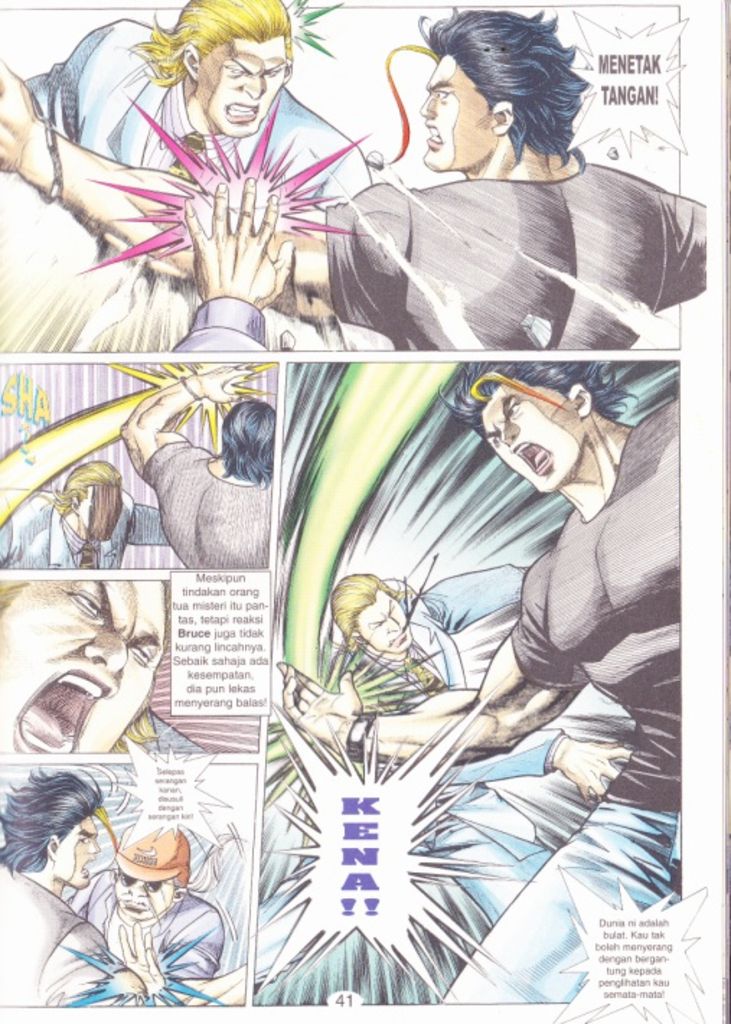 MENETAK
TANGAN!
SHA
Meskipun
tindakan orang
tua misteri itu pan-
tas, tetapi reaksi
Bruce juga tidak
kurang lincahnya.
Sebaik sahaja ada
kesempatan,
dia pun lekas
menyerang balas!
KENA!!
Selepas
serangan
kanan,
disusuli
dengan
serangan kiri!
Dunia ni adalah
bulat. Kau tak
boleh menyerang
dengan bergan-
tung kepada
penglihatan kau
semata-mata!
41